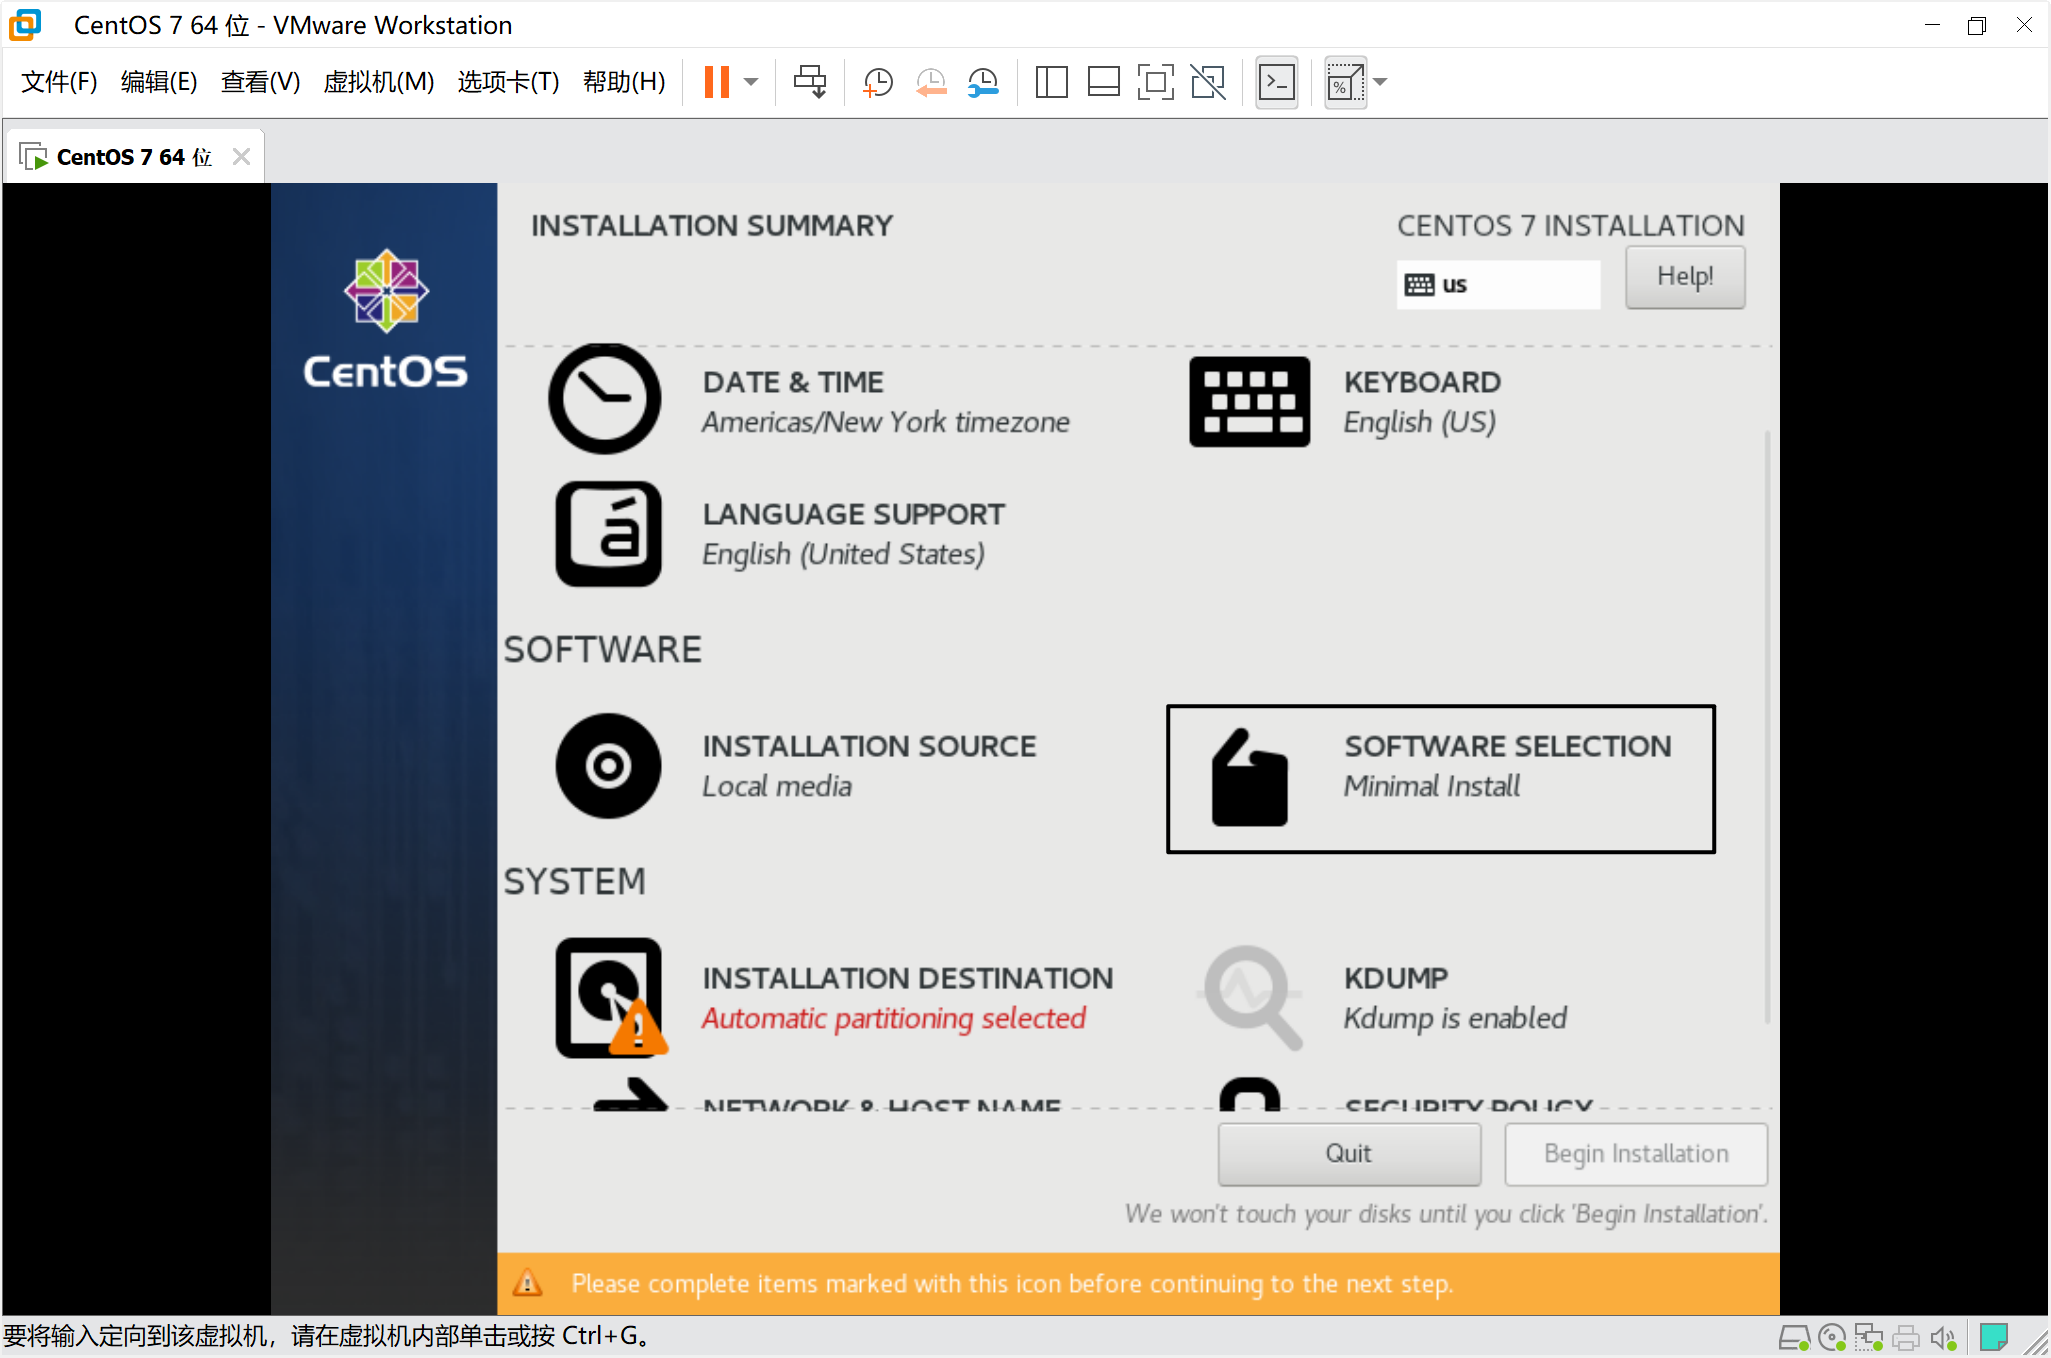 CentOS 7 64 位 - VMware Workstation
文件(F) 编辑(E) 查看(V) 虚拟机(M) 选项卡(T) 帮助(H)
CentOS 7 64 位
INSTALLATION SUMMARY
CENTOS 7 INSTALLATION
us
Help!
CentOS
DATE & TIME
Americas/New York timezone
KEYBOARD
English (US)
LANGUAGE SUPPORT
English (United States)
SOFTWARE
INSTALLATION SOURCE
Local media
SOFTWARE SELECTION
Minimal Install
SYSTEM
INSTALLATION DESTINATION
Automatic partitioning selected
KDUMP
Kdump is enabled
NETWORK & HOST NAME
SECURITY POLICY
Quit
Begin Installation
We won't touch your disks until you click 'Begin Installation'.
Please complete items marked with this icon before continuing to the next step.
要将输入定向到该虚拟机，请在虚拟机内部单击或按 Ctrl+G。